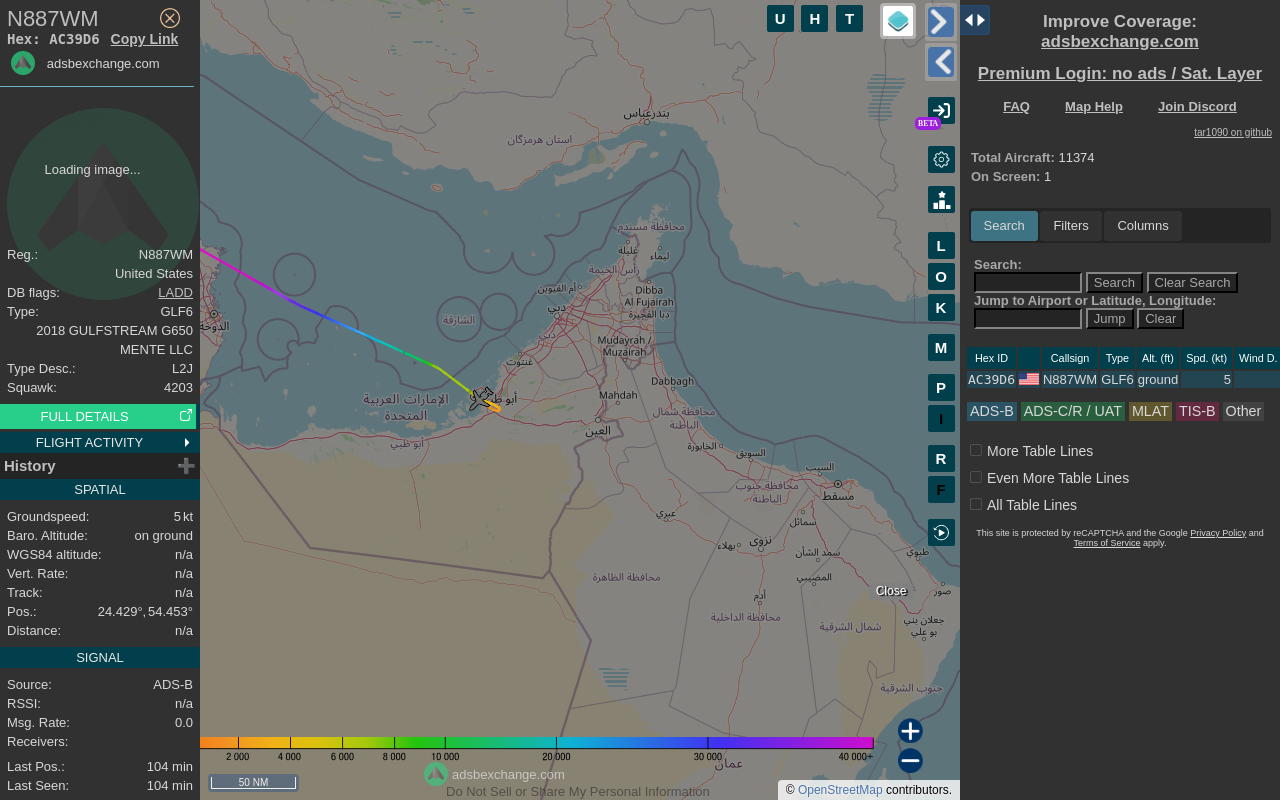 N887WM
Hex: AC39D6 Copy Link
adsbexchange.com
Loading image...
Reg.: N887WM
United States
DB flags: LADD
Type: GLF6
2018 GULFSTREAM G650
MENTE LLC
Type Desc.: L2J
Squawk: 4203
FULL DETAILS
FLIGHT ACTIVITY
History
SPATIAL
Groundspeed: 5 kt
Baro. Altitude: on ground
WGS84 altitude: n/a
Vert. Rate: n/a
Track: n/a
Pos.: 24.429°, 54.453°
Distance: n/a
SIGNAL
Source: ADS-B
RSSI: n/a
Msg. Rate: 0.0
Receivers:
Last Pos.: 104 min
Last Seen: 104 min
U H T
BETA
L
O
K
M
P
I
R
F
بندرعباس
استان هرمزگان
محافظة مسندم
غليلة
ليماء
رأس الخيمة
أم القيوين
Dibba
Al Fujairah
دبا الفجيرة
دبي
دبي
الشارقة
الدوحة
Mudayrah /
Muzairah
غنتوت
Dabbagh
أبو ظبي
الإمارات العربية
المتحدة
Mahdah
محافظة شمال
الباطنة
العين
أبو ظبي
الخابورة
السويق
السيب
مسقط
محافظة جنوب
الباطنة
عبري
سمائل
نزوى
بهلاء
سمد الشأن
طيوي
محافظة الظاهرة
المضيبي
صور
Close
أدم
محافظة الداخلية
شمال الشرقية
جعلان بني
بو علي
جنوب الشرقية
عمان
2 000 4 000 6 000 8 000 10 000 20 000 30 000 40 000+
50 NM
adsbexchange.com
Do Not Sell or Share My Personal Information
© OpenStreetMap contributors.
Improve Coverage:
adsbexchange.com
Premium Login: no ads / Sat. Layer
FAQ Map Help Join Discord
tar1090 on github
Total Aircraft: 11374
On Screen: 1
Search Filters Columns
Search:
Search Clear Search
Jump to Airport or Latitude, Longitude:
Jump Clear
Hex ID Callsign Type Alt. (ft) Spd. (kt) Wind D.
AC39D6 N887WM GLF6 ground 5
ADS-B ADS-C/R / UAT MLAT TIS-B Other
More Table Lines
Even More Table Lines
All Table Lines
This site is protected by reCAPTCHA and the Google Privacy Policy and
Terms of Service apply.